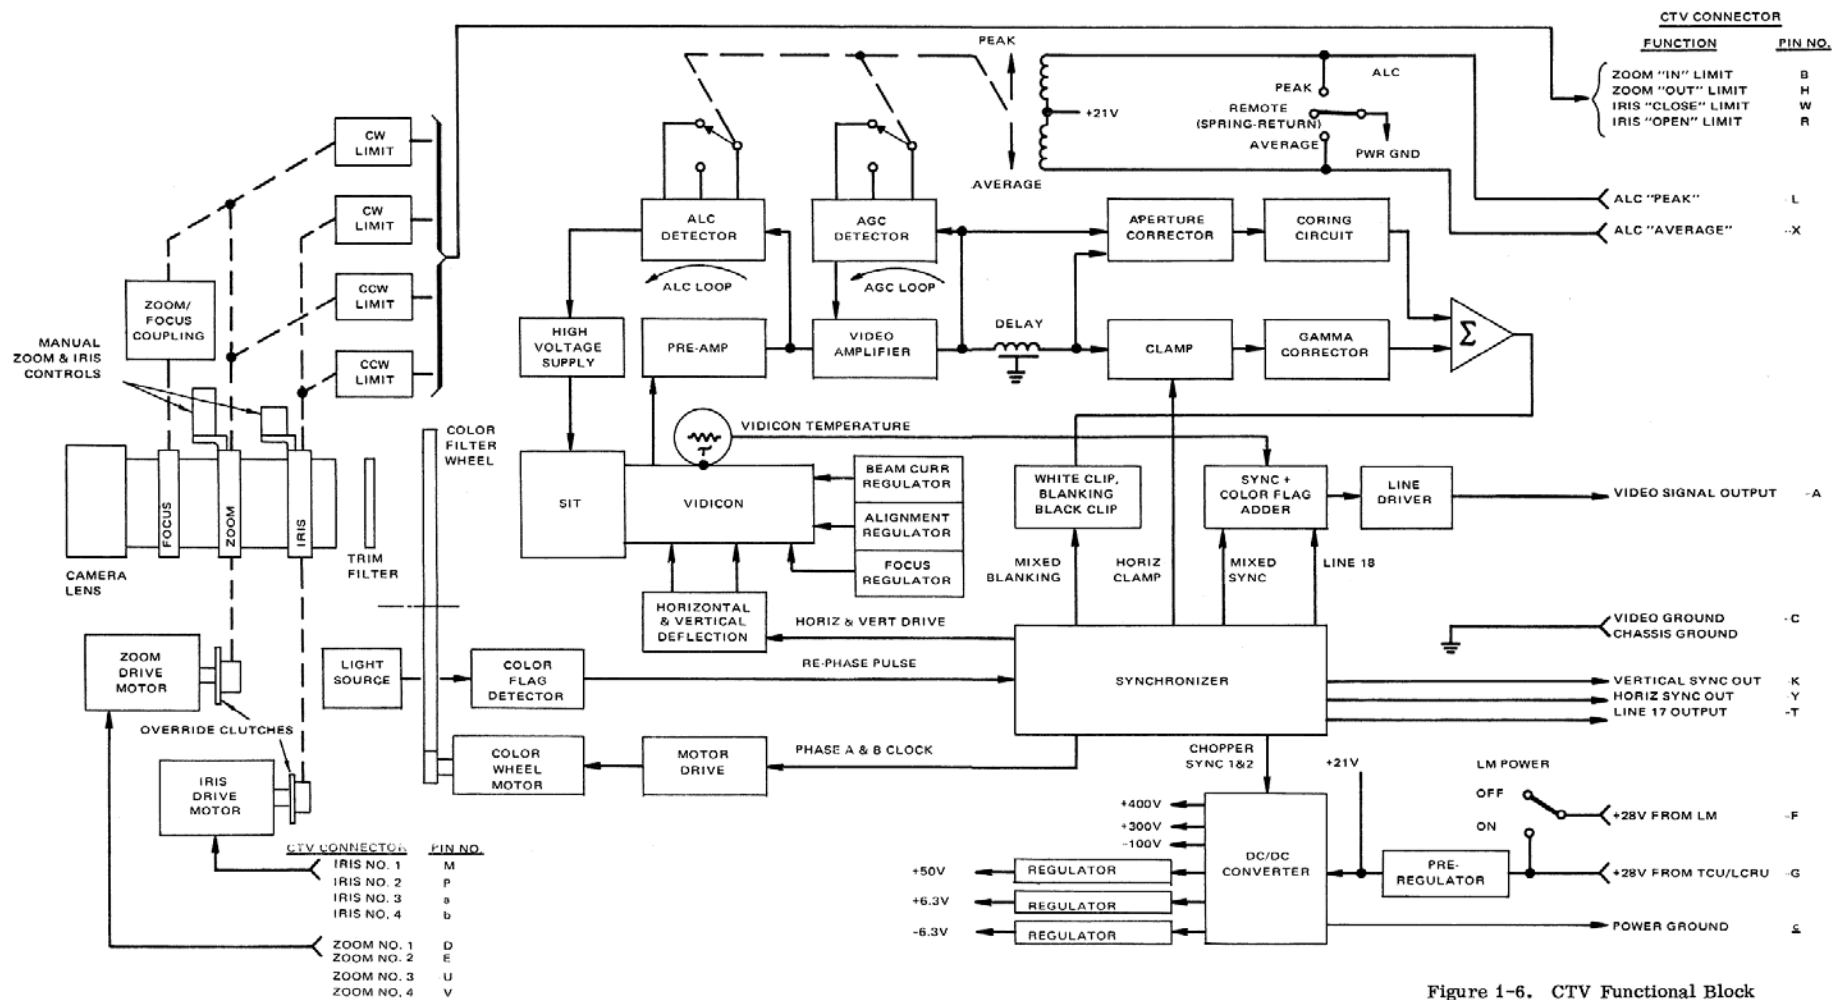 CTV CONNECTOR
FUNCTION PIN NO.
ZOOM "IN" LIMIT B
ZOOM "OUT" LIMIT H
IRIS "CLOSE" LIMIT W
IRIS "OPEN" LIMIT R
ALC "PEAK" -L
ALC "AVERAGE" -X
PEAK
AVERAGE
+21V
ALC
PEAK
REMOTE
(SPRING-RETURN)
AVERAGE
PWR GND
CW
LIMIT
CW
LIMIT
CCW
LIMIT
CCW
LIMIT
ZOOM/
FOCUS
COUPLING
MANUAL
ZOOM & IRIS
CONTROLS
ALC
DETECTOR
AGC
DETECTOR
APERTURE
CORRECTOR
CORING
CIRCUIT
ALC LOOP
AGC LOOP
HIGH
VOLTAGE
SUPPLY
PRE-AMP
VIDEO
AMPLIFIER
DELAY
CLAMP
GAMMA
CORRECTOR
Σ
COLOR
FILTER
WHEEL
VIDICON TEMPERATURE
τ
SIT
VIDICON
BEAM CURR
REGULATOR
ALIGNMENT
REGULATOR
FOCUS
REGULATOR
WHITE CLIP,
BLANKING
BLACK CLIP
SYNC +
COLOR FLAG
ADDER
LINE
DRIVER
VIDEO SIGNAL OUTPUT -A
FOCUS
ZOOM
IRIS
CAMERA
LENS
TRIM
FILTER
MIXED
BLANKING
HORIZ
CLAMP
MIXED
SYNC
LINE 18
HORIZONTAL
& VERTICAL
DEFLECTION
HORIZ & VERT DRIVE
VIDEO GROUND -C
CHASSIS GROUND
ZOOM
DRIVE
MOTOR
LIGHT
SOURCE
COLOR
FLAG
DETECTOR
RE-PHASE PULSE
SYNCHRONIZER
VERTICAL SYNC OUT -K
HORIZ SYNC OUT -Y
LINE 17 OUTPUT -T
OVERRIDE CLUTCHES
IRIS
DRIVE
MOTOR
COLOR
WHEEL
MOTOR
MOTOR
DRIVE
PHASE A & B CLOCK
CHOPPER
SYNC 1&2
+21V
LM POWER
OFF
ON
+28V FROM LM -F
+400V
+300V
-100V
DC/DC
CONVERTER
PRE-
REGULATOR
+28V FROM TCU/LCRU -G
+50V
REGULATOR
+6.3V
REGULATOR
-6.3V
REGULATOR
POWER GROUND c
CTV CONNECTOR PIN NO.
IRIS NO. 1 M
IRIS NO. 2 P
IRIS NO. 3 a
IRIS NO. 4 b
ZOOM NO. 1 D
ZOOM NO. 2 E
ZOOM NO. 3 U
ZOOM NO. 4 V
Figure 1-6. CTV Functional Block